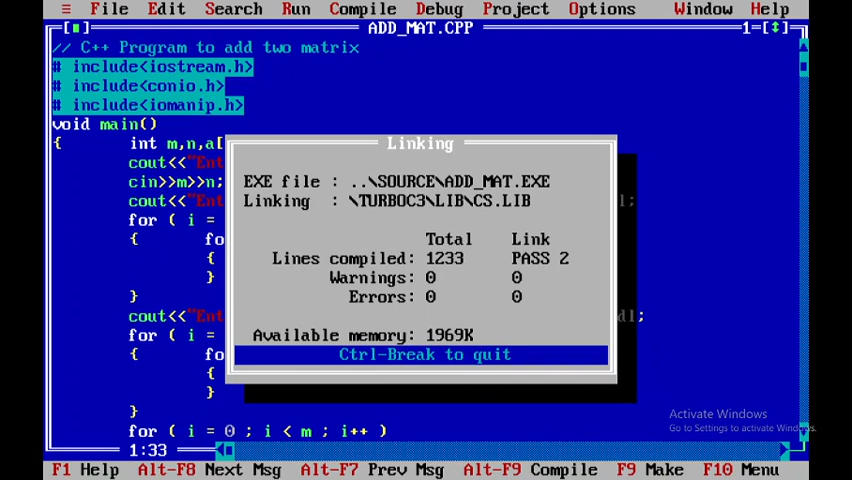 ≡ File Edit Search Run Compile Debug Project Options Window Help
[■] ADD_MAT.CPP 1=[↕]
// C++ Program to add two matrix
# include<iostream.h>
# include<conio.h>
# include<iomanip.h>
void main()
{ int m,n,a[
cout<<"Ent
cin>>m>>n;
cout<<"Ent l;
for ( i =
{ fo
{
}
}
cout<<"Ent dl;
for ( i =
{ fo
{
}
}
for ( i = 0 ; i < m ; i++ )
1:33
Linking
EXE file : ..\SOURCE\ADD_MAT.EXE
Linking : \TURBOC3\LIB\CS.LIB
Total Link
Lines compiled: 1233 PASS 2
Warnings: 0 0
Errors: 0 0
Available memory: 1969K
Ctrl-Break to quit
Activate Windows
Go to Settings to activate Windows.
F1 Help Alt-F8 Next Msg Alt-F7 Prev Msg Alt-F9 Compile F9 Make F10 Menu